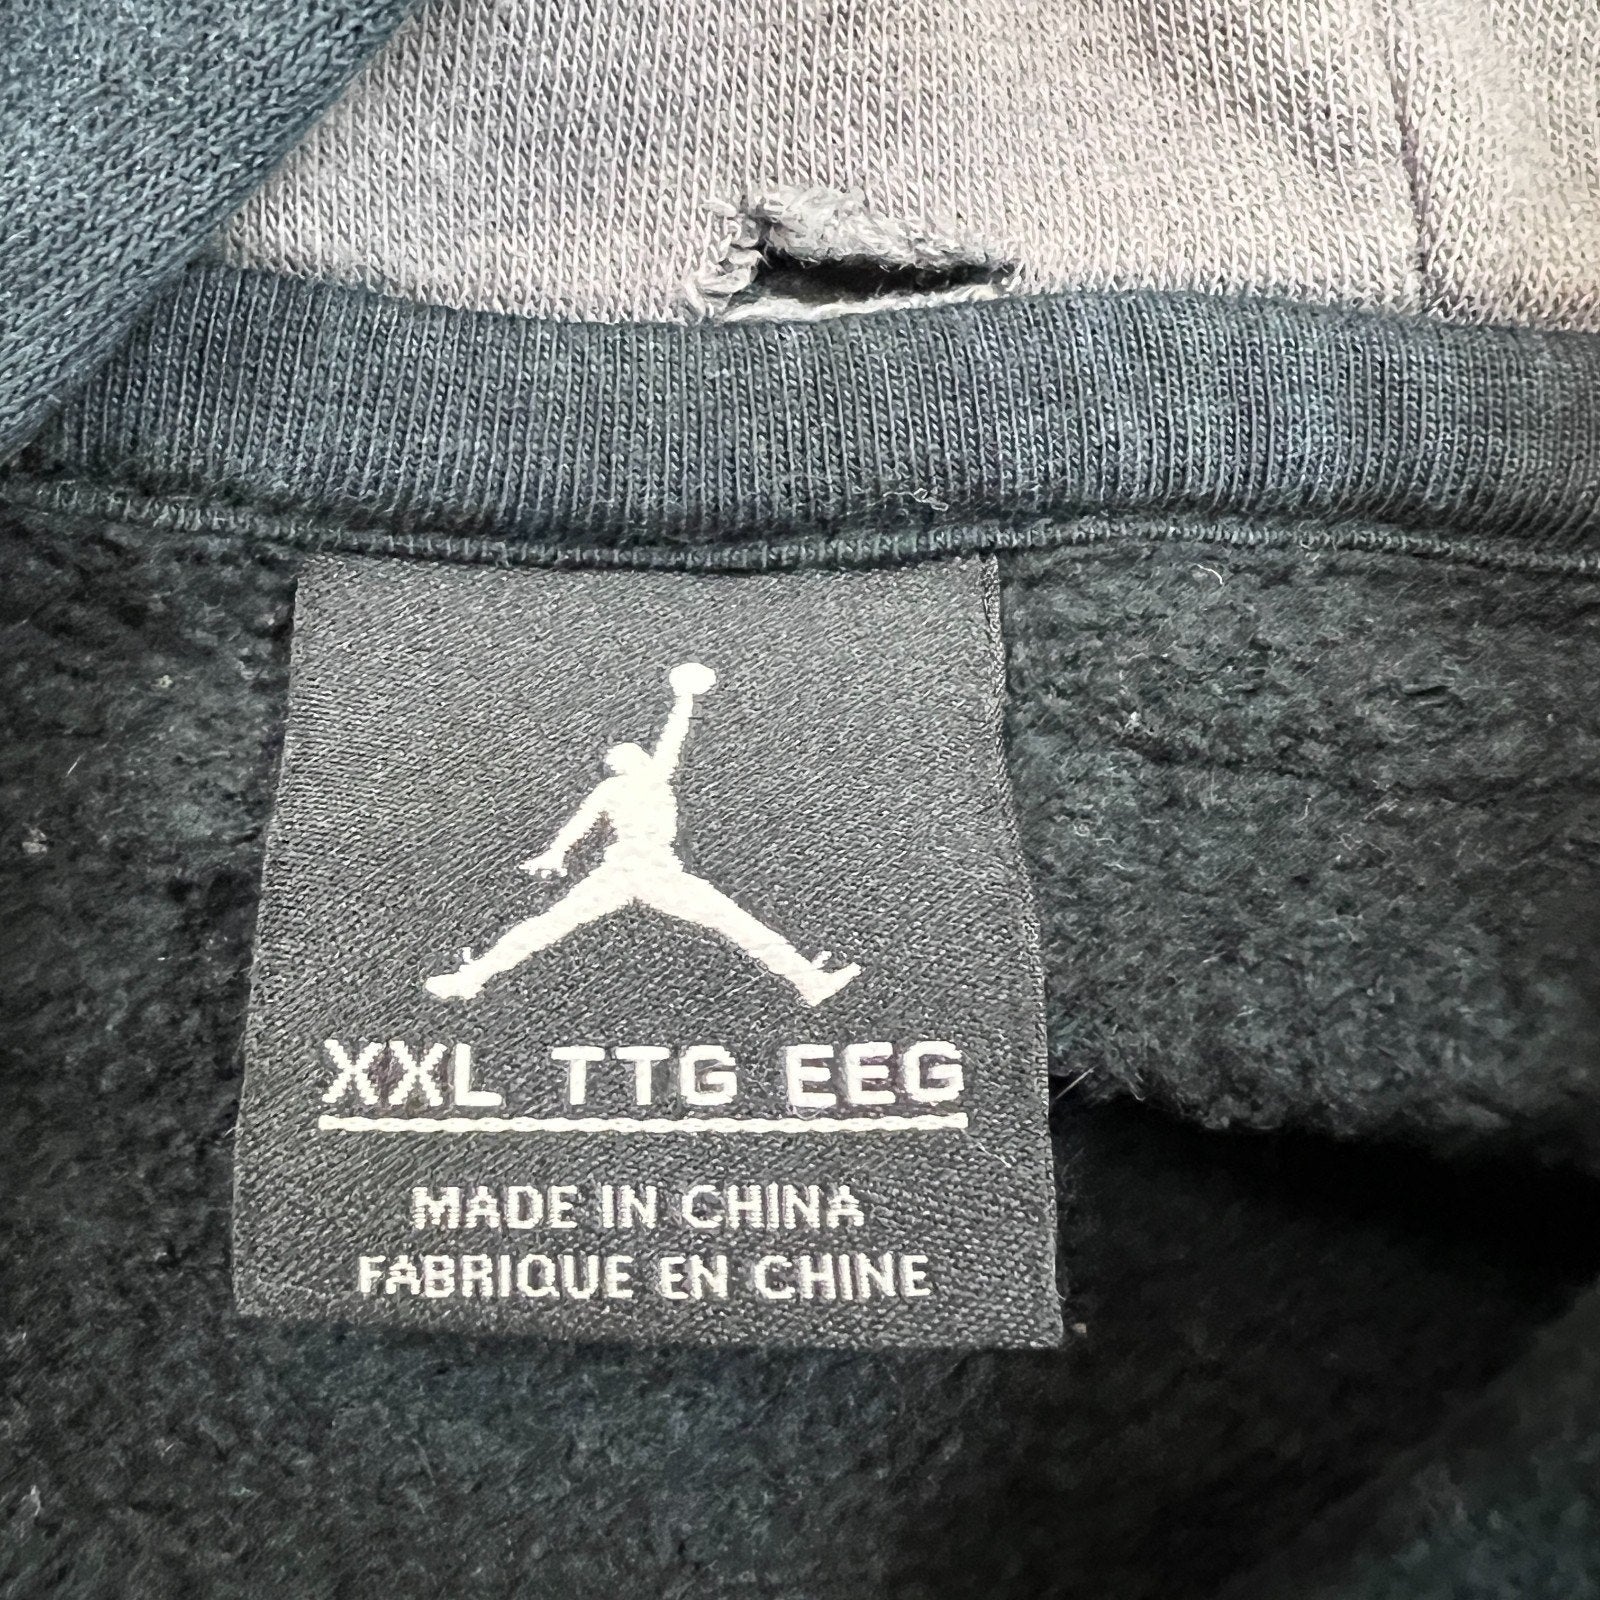 XXL TTG EEG
MADE IN CHINA
FABRIQUE EN CHINE